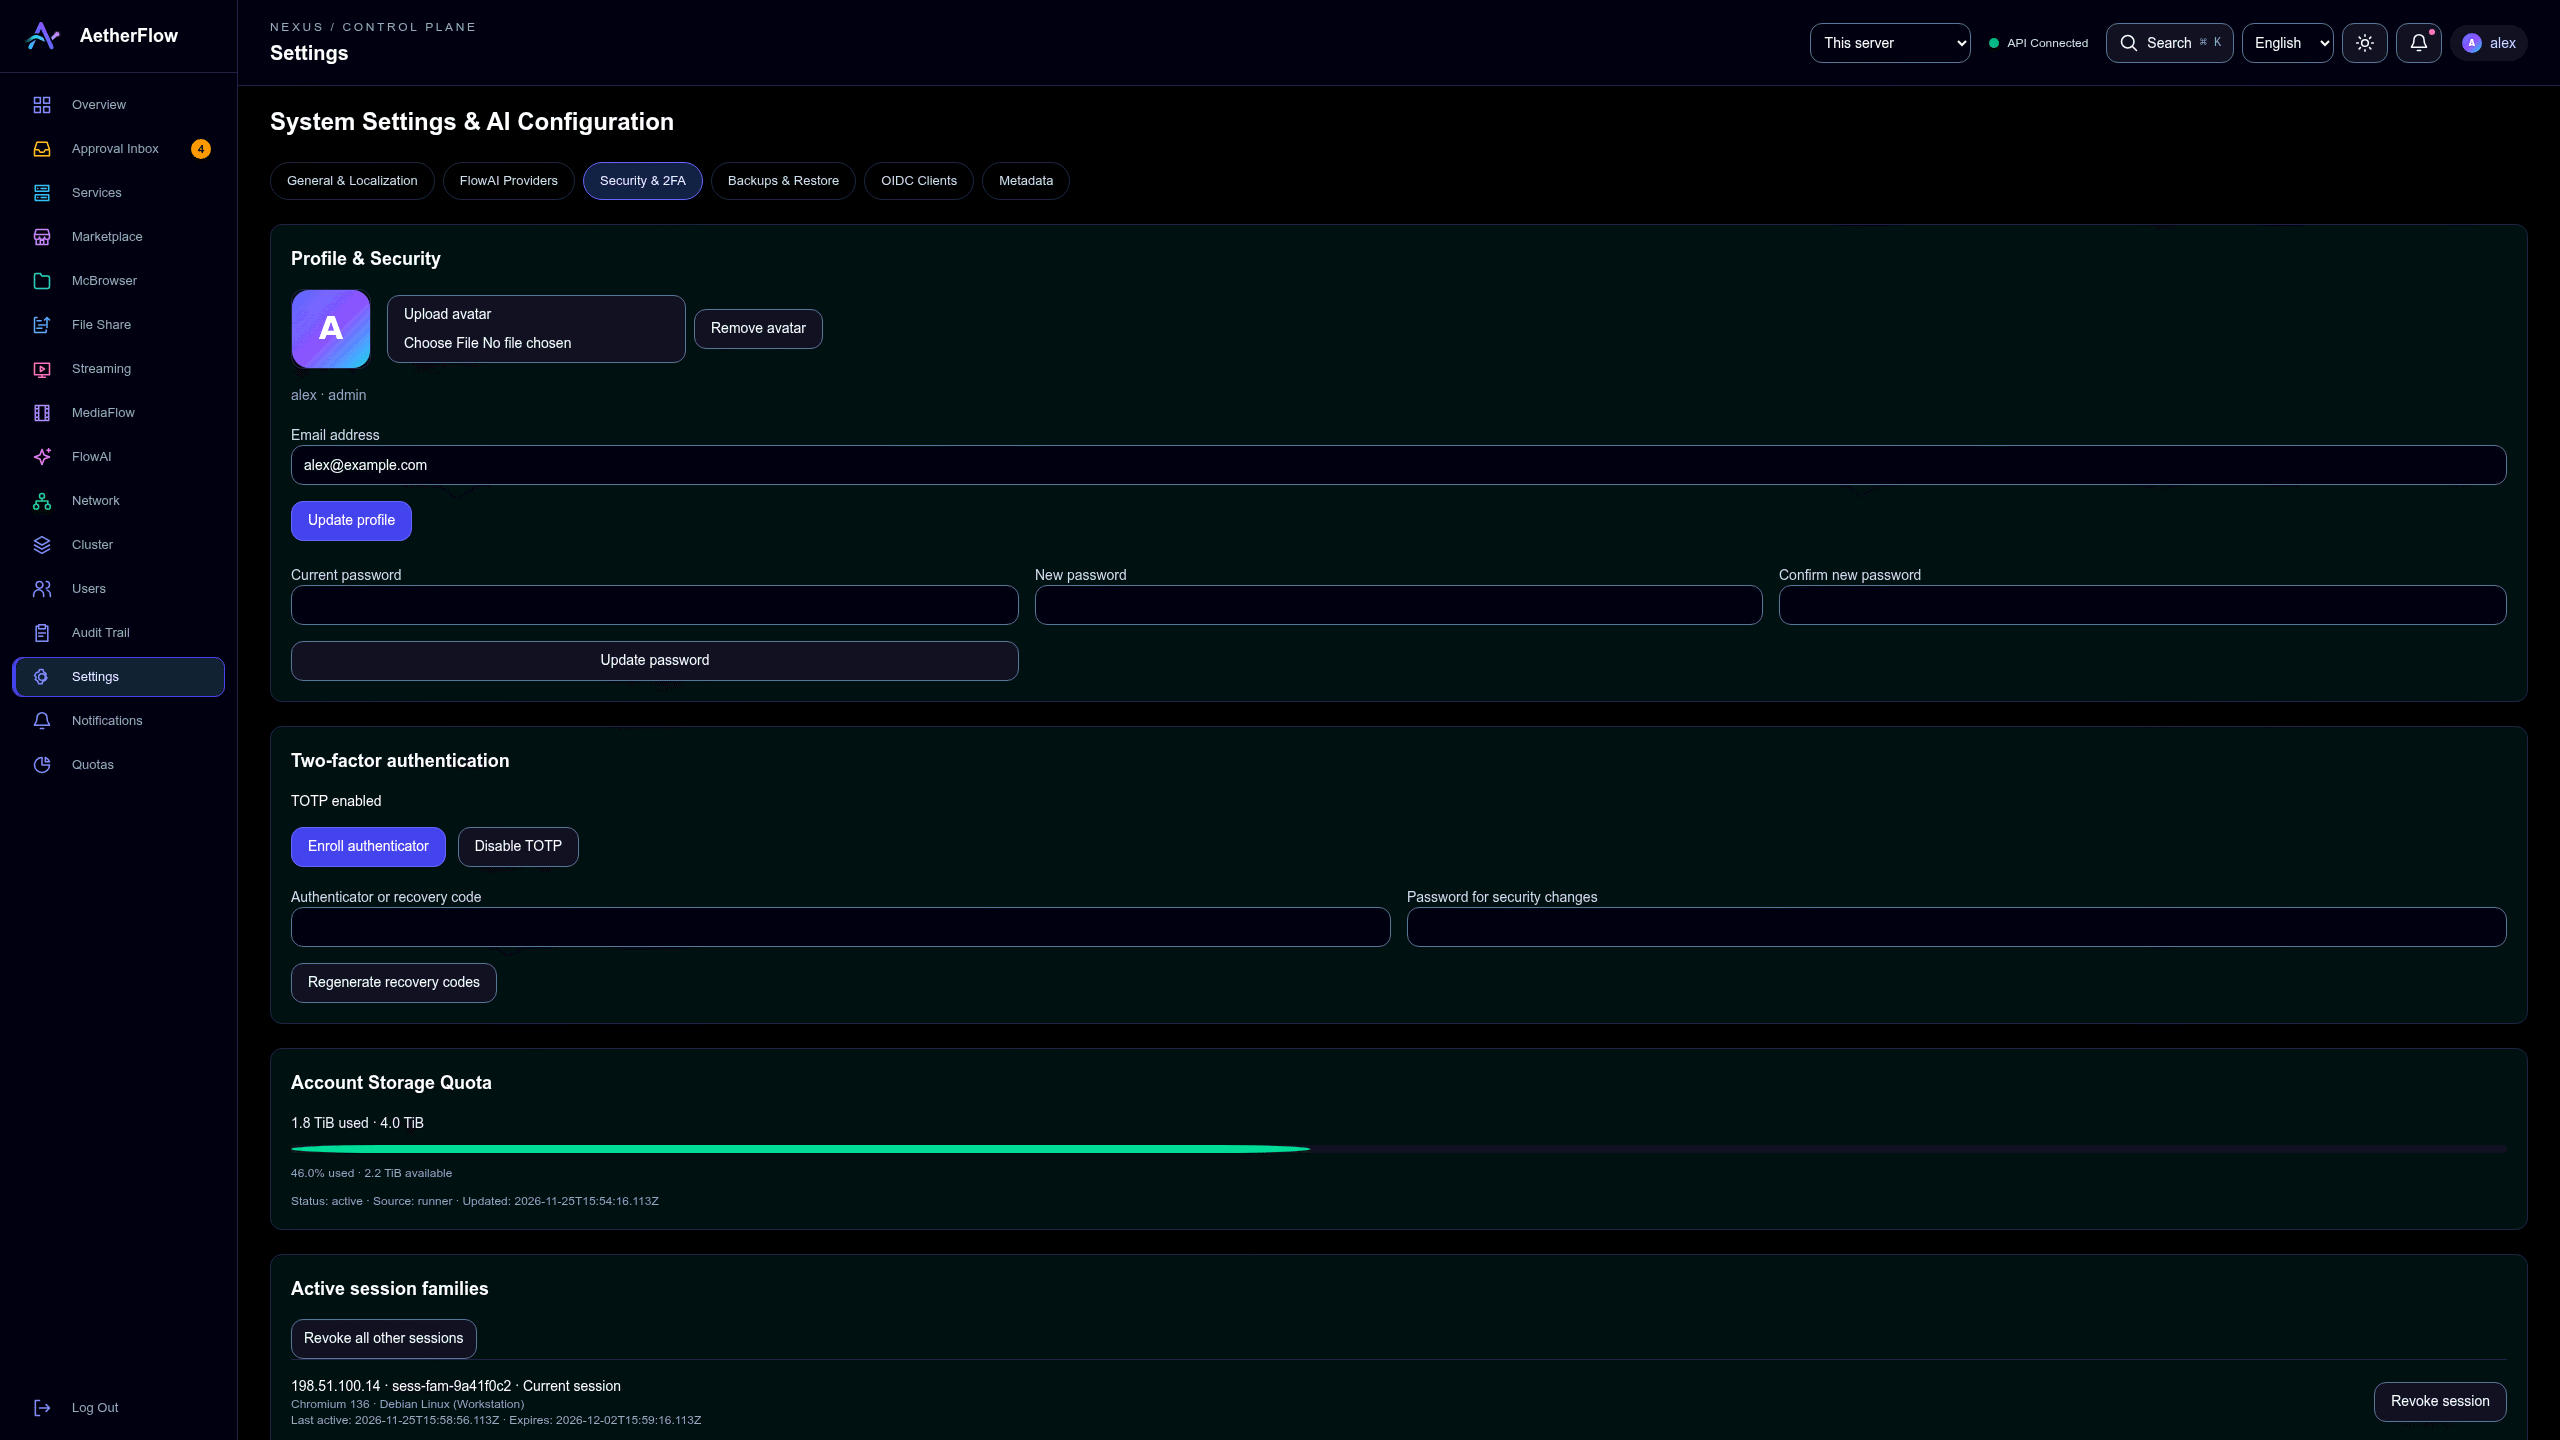 AetherFlow
NEXUS / CONTROL PLANE
Settings
This server
API Connected
Search ⌘ K
English
A alex
Overview
Approval Inbox 4
Services
Marketplace
McBrowser
File Share
Streaming
MediaFlow
FlowAI
Network
Cluster
Users
Audit Trail
Settings
Notifications
Quotas
Log Out
System Settings & AI Configuration
General & Localization
FlowAI Providers
Security & 2FA
Backups & Restore
OIDC Clients
Metadata
Profile & Security
A
Upload avatar
Choose File No file chosen
Remove avatar
alex · admin
Email address
alex@example.com
Update profile
Current password
New password
Confirm new password
Update password
Two-factor authentication
TOTP enabled
Enroll authenticator
Disable TOTP
Authenticator or recovery code
Password for security changes
Regenerate recovery codes
Account Storage Quota
1.8 TiB used · 4.0 TiB
46.0% used · 2.2 TiB available
Status: active · Source: runner · Updated: 2026-11-25T15:54:16.113Z
Active session families
Revoke all other sessions
198.51.100.14 · sess-fam-9a41f0c2 · Current session
Chromium 136 · Debian Linux (Workstation)
Last active: 2026-11-25T15:58:56.113Z · Expires: 2026-12-02T15:59:16.113Z
Revoke session